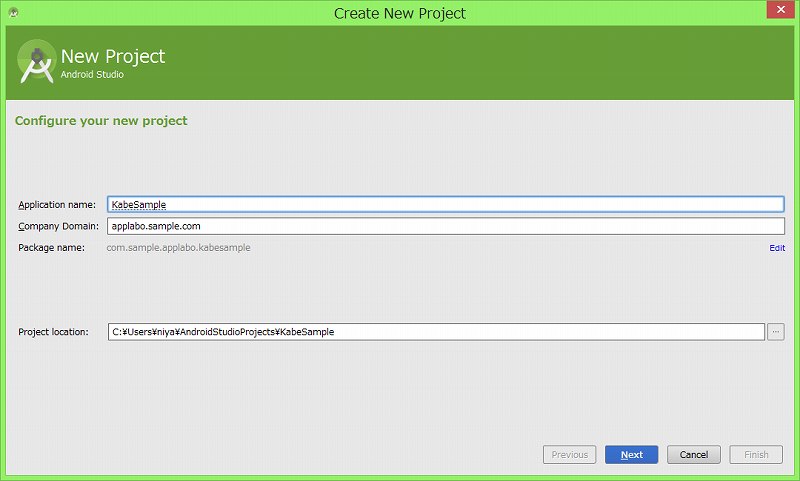 Create New Project
New Project
Android Studio
Configure your new project
Application name: KabeSample
Company Domain: applabo.sample.com
Package name: com.sample.applabo.kabesample Edit
Project location: C:¥Users¥niya¥AndroidStudioProjects¥KabeSample ...
Previous Next Cancel Finish